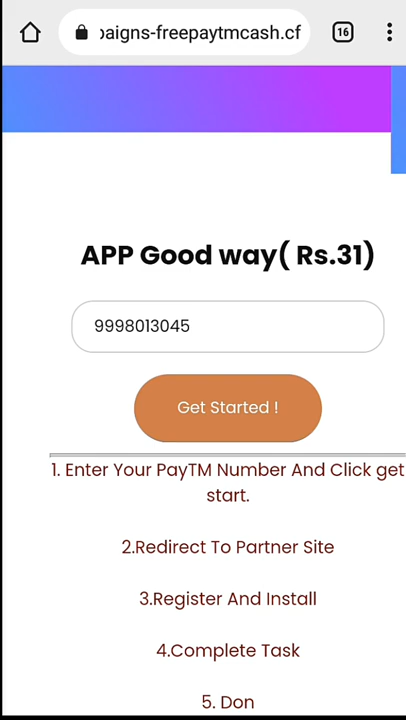 paigns-freepaytmcash.cf
16
APP Good way( Rs.31)
9998013045
Get Started !
1. Enter Your PayTM Number And Click get
start.
2.Redirect To Partner Site
3.Register And Install
4.Complete Task
5. Don